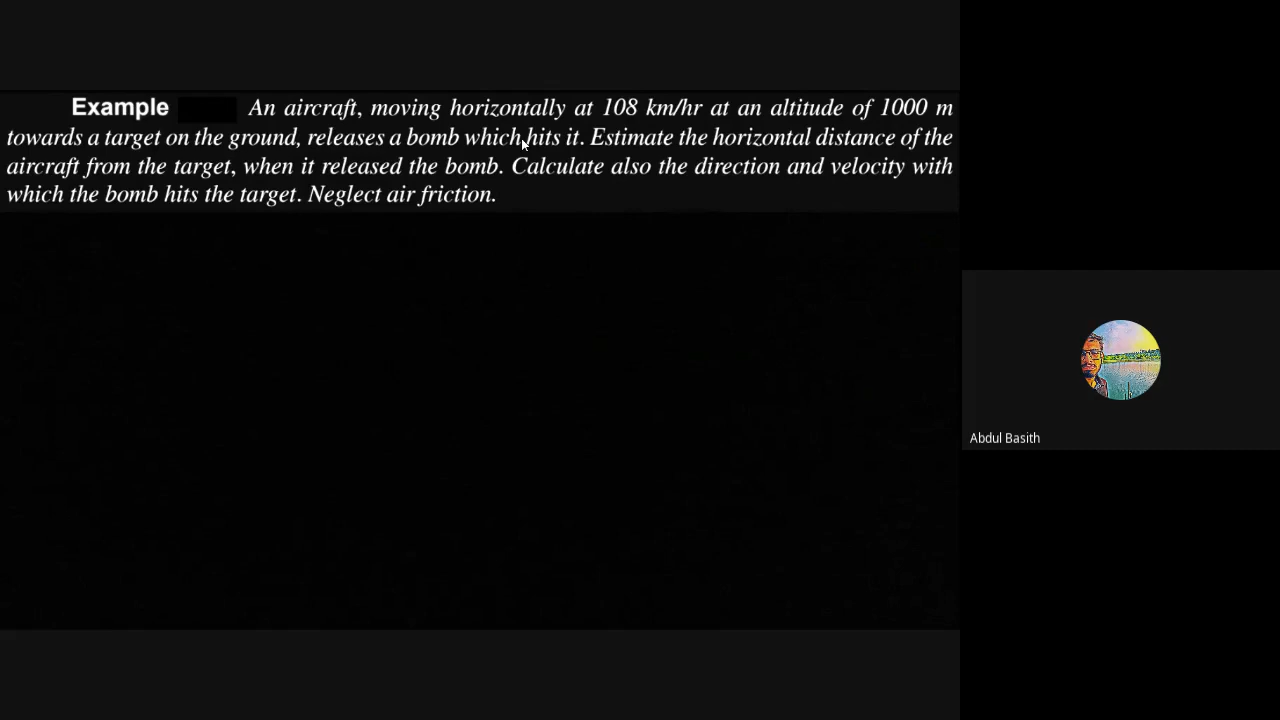 Example An aircraft, moving horizontally at 108 km/hr at an altitude of 1000 m
towards a target on the ground, releases a bomb which hits it. Estimate the horizontal distance of the
aircraft from the target, when it released the bomb. Calculate also the direction and velocity with
which the bomb hits the target. Neglect air friction.
Abdul Basith